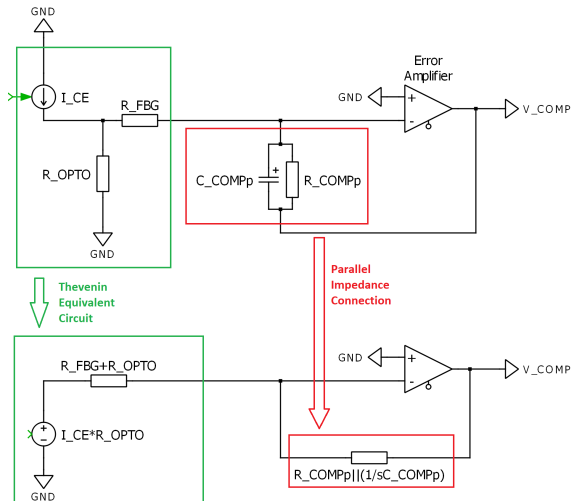 GND
I_CE
R_FBG
R_OPTO
GND
Error
Amplifier
GND
+
-
V_COMP
C_COMPp
+
R_COMPp
Thevenin
Equivalent
Circuit
Parallel
Impedance
Connection
R_FBG+R_OPTO
+
-
I_CE*R_OPTO
GND
GND
+
-
V_COMP
R_COMPp||(1/sC_COMPp)